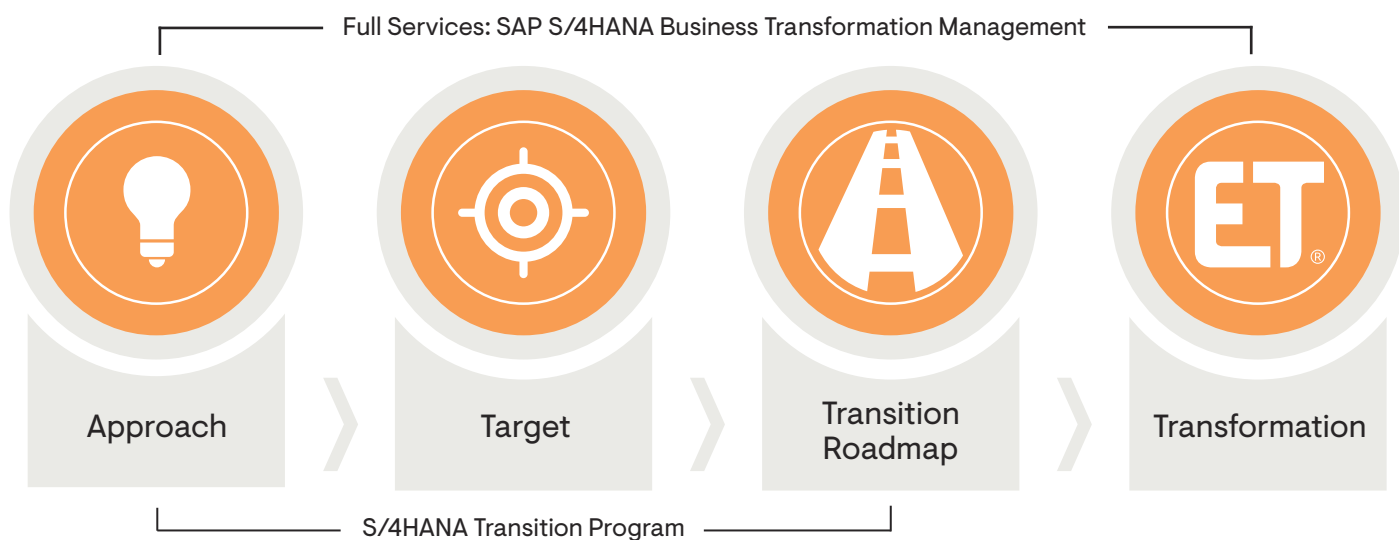 Full Services: SAP S/4HANA Business Transformation Management
ET®
Approach
Target
Transition
Roadmap
Transformation
S/4HANA Transition Program